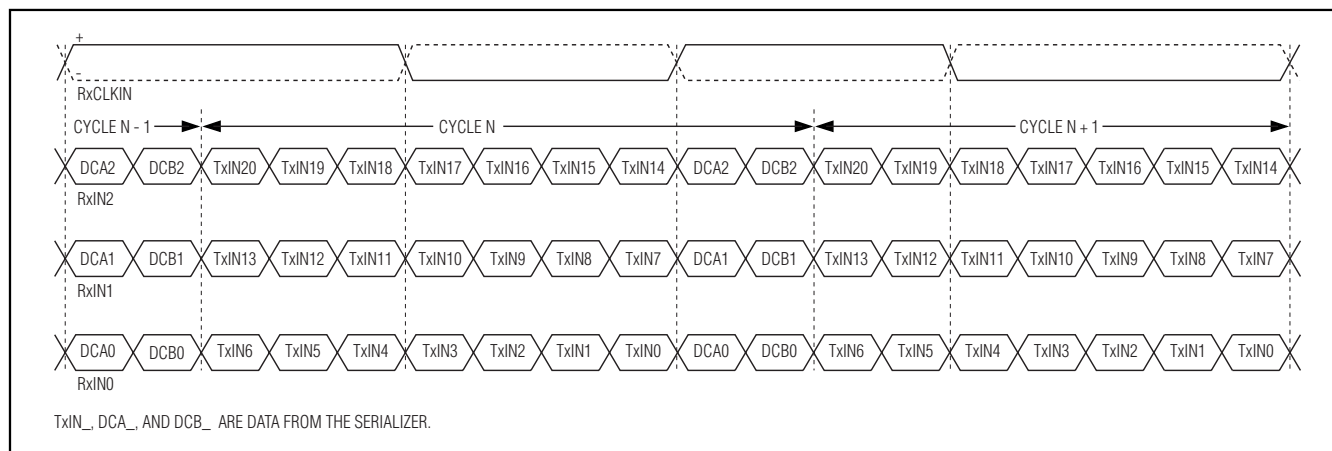 +
-
RxCLKIN
CYCLE N - 1 CYCLE N CYCLE N + 1
DCA2 DCB2 TxIN20 TxIN19 TxIN18 TxIN17 TxIN16 TxIN15 TxIN14 DCA2 DCB2 TxIN20 TxIN19 TxIN18 TxIN17 TxIN16 TxIN15 TxIN14
RxIN2
DCA1 DCB1 TxIN13 TxIN12 TxIN11 TxIN10 TxIN9 TxIN8 TxIN7 DCA1 DCB1 TxIN13 TxIN12 TxIN11 TxIN10 TxIN9 TxIN8 TxIN7
RxIN1
DCA0 DCB0 TxIN6 TxIN5 TxIN4 TxIN3 TxIN2 TxIN1 TxIN0 DCA0 DCB0 TxIN6 TxIN5 TxIN4 TxIN3 TxIN2 TxIN1 TxIN0
RxIN0
TxIN_, DCA_, AND DCB_ ARE DATA FROM THE SERIALIZER.